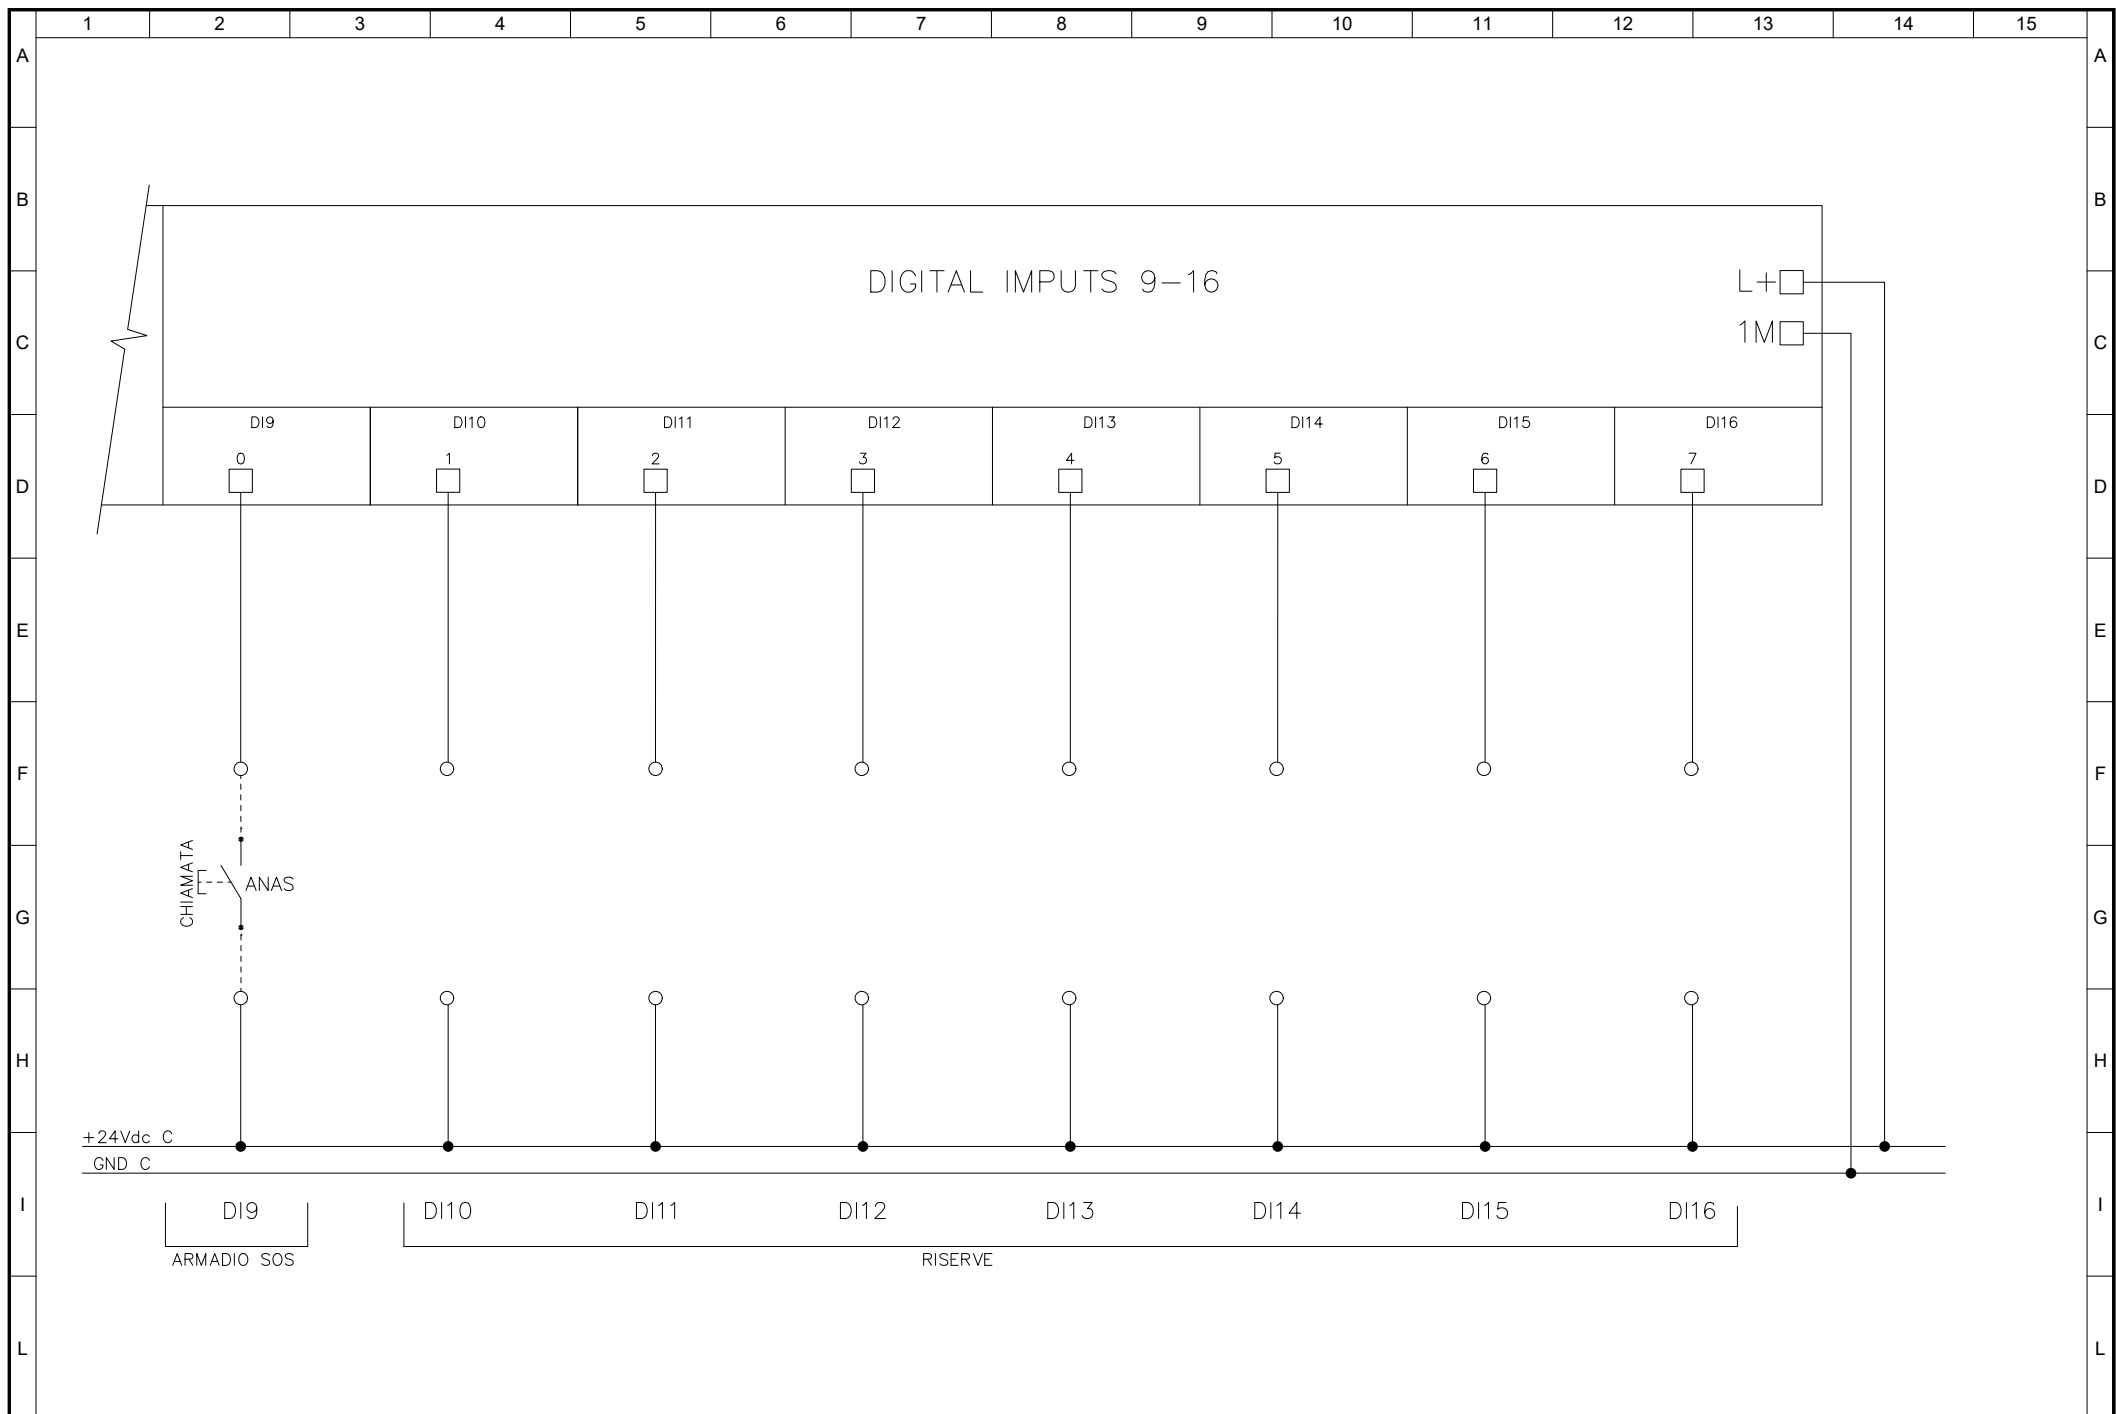 1 2 3 4 5 6 7 8 9 10 11 12 13 14 15
A A
B B
DIGITAL IMPUTS 9-16 L+
1M
C C
DI9 DI10 DI11 DI12 DI13 DI14 DI15 DI16
0 1 2 3 4 5 6 7
D D
E E
F F
CHIAMATA ANAS
G G
H H
+24Vdc C
GND C
I DI9 DI10 DI11 DI12 DI13 DI14 DI15 DI16 I
ARMADIO SOS RISERVE
L L